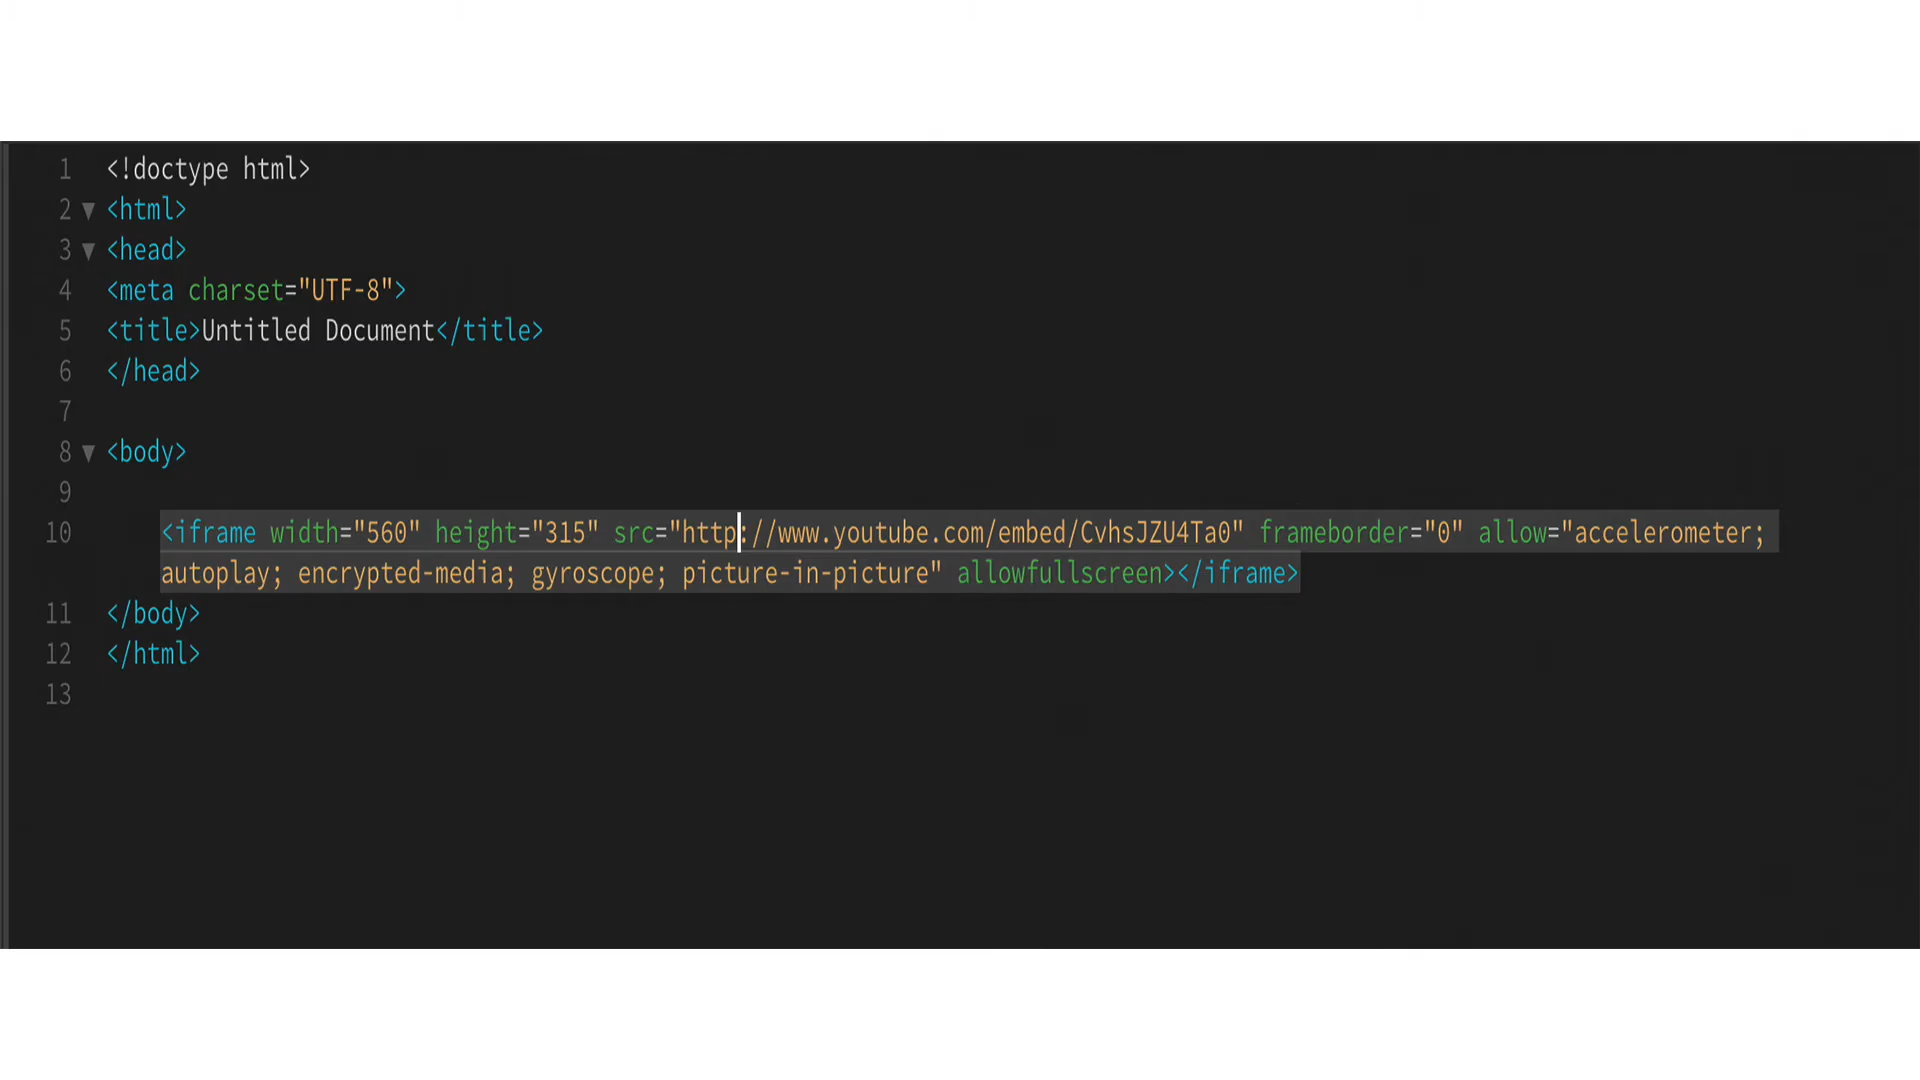 1 <!doctype html>
2 ▼ <html>
3 ▼ <head>
4 <meta charset="UTF-8">
5 <title>Untitled Document</title>
6 </head>
7
8 ▼ <body>
9
10 <iframe width="560" height="315" src="http://www.youtube.com/embed/CvhsJZU4Ta0" frameborder="0" allow="accelerometer;
autoplay; encrypted-media; gyroscope; picture-in-picture" allowfullscreen></iframe>
11 </body>
12 </html>
13